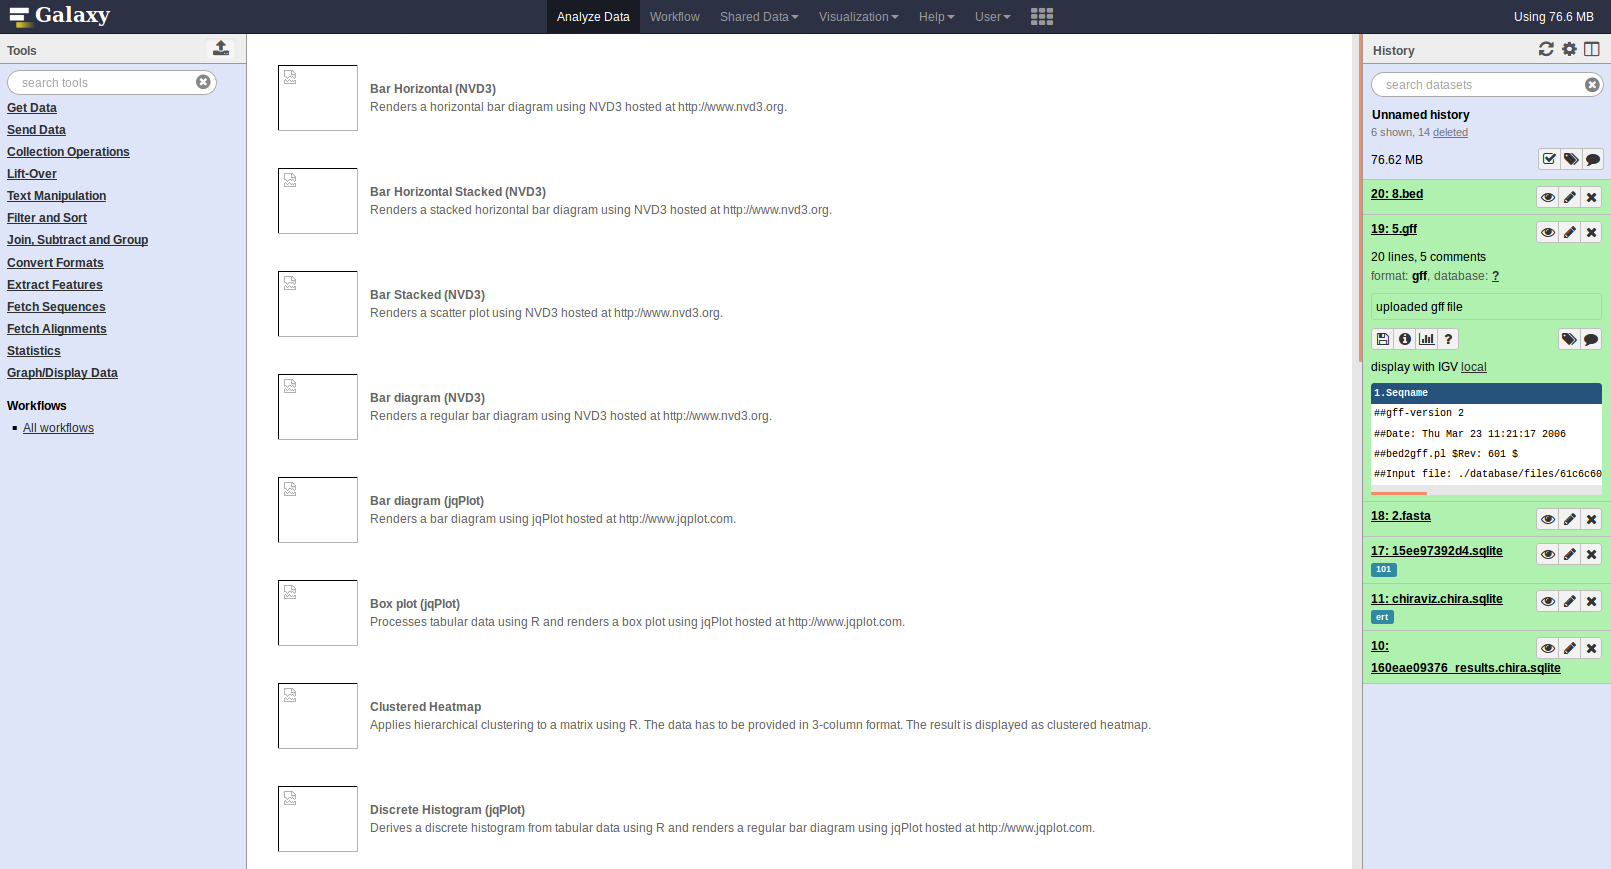 Galaxy
Analyze Data
Workflow
Shared Data
Visualization
Help
User
Using 76.6 MB
Tools
search tools
Get Data
Send Data
Collection Operations
Lift-Over
Text Manipulation
Filter and Sort
Join, Subtract and Group
Convert Formats
Extract Features
Fetch Sequences
Fetch Alignments
Statistics
Graph/Display Data
Workflows
All workflows
Bar Horizontal (NVD3)
Renders a horizontal bar diagram using NVD3 hosted at http://www.nvd3.org.
Bar Horizontal Stacked (NVD3)
Renders a stacked horizontal bar diagram using NVD3 hosted at http://www.nvd3.org.
Bar Stacked (NVD3)
Renders a scatter plot using NVD3 hosted at http://www.nvd3.org.
Bar diagram (NVD3)
Renders a regular bar diagram using NVD3 hosted at http://www.nvd3.org.
Bar diagram (jqPlot)
Renders a bar diagram using jqPlot hosted at http://www.jqplot.com.
Box plot (jqPlot)
Processes tabular data using R and renders a box plot using jqPlot hosted at http://www.jqplot.com.
Clustered Heatmap
Applies hierarchical clustering to a matrix using R. The data has to be provided in 3-column format. The result is displayed as clustered heatmap.
Discrete Histogram (jqPlot)
Derives a discrete histogram from tabular data using R and renders a regular bar diagram using jqPlot hosted at http://www.jqplot.com.
History
search datasets
Unnamed history
6 shown, 14 deleted
76.62 MB
20: 8.bed
19: 5.gff
20 lines, 5 comments
format: gff, database: ?
uploaded gff file
?
display with IGV local
1.Seqname
##gff-version 2
##Date: Thu Mar 23 11:21:17 2006
##bed2gff.pl $Rev: 601 $
##Input file: ./database/files/61c6c60
18: 2.fasta
17: 15ee97392d4.sqlite
101
11: chiraviz.chira.sqlite
ert
10:
160eae09376_results.chira.sqlite